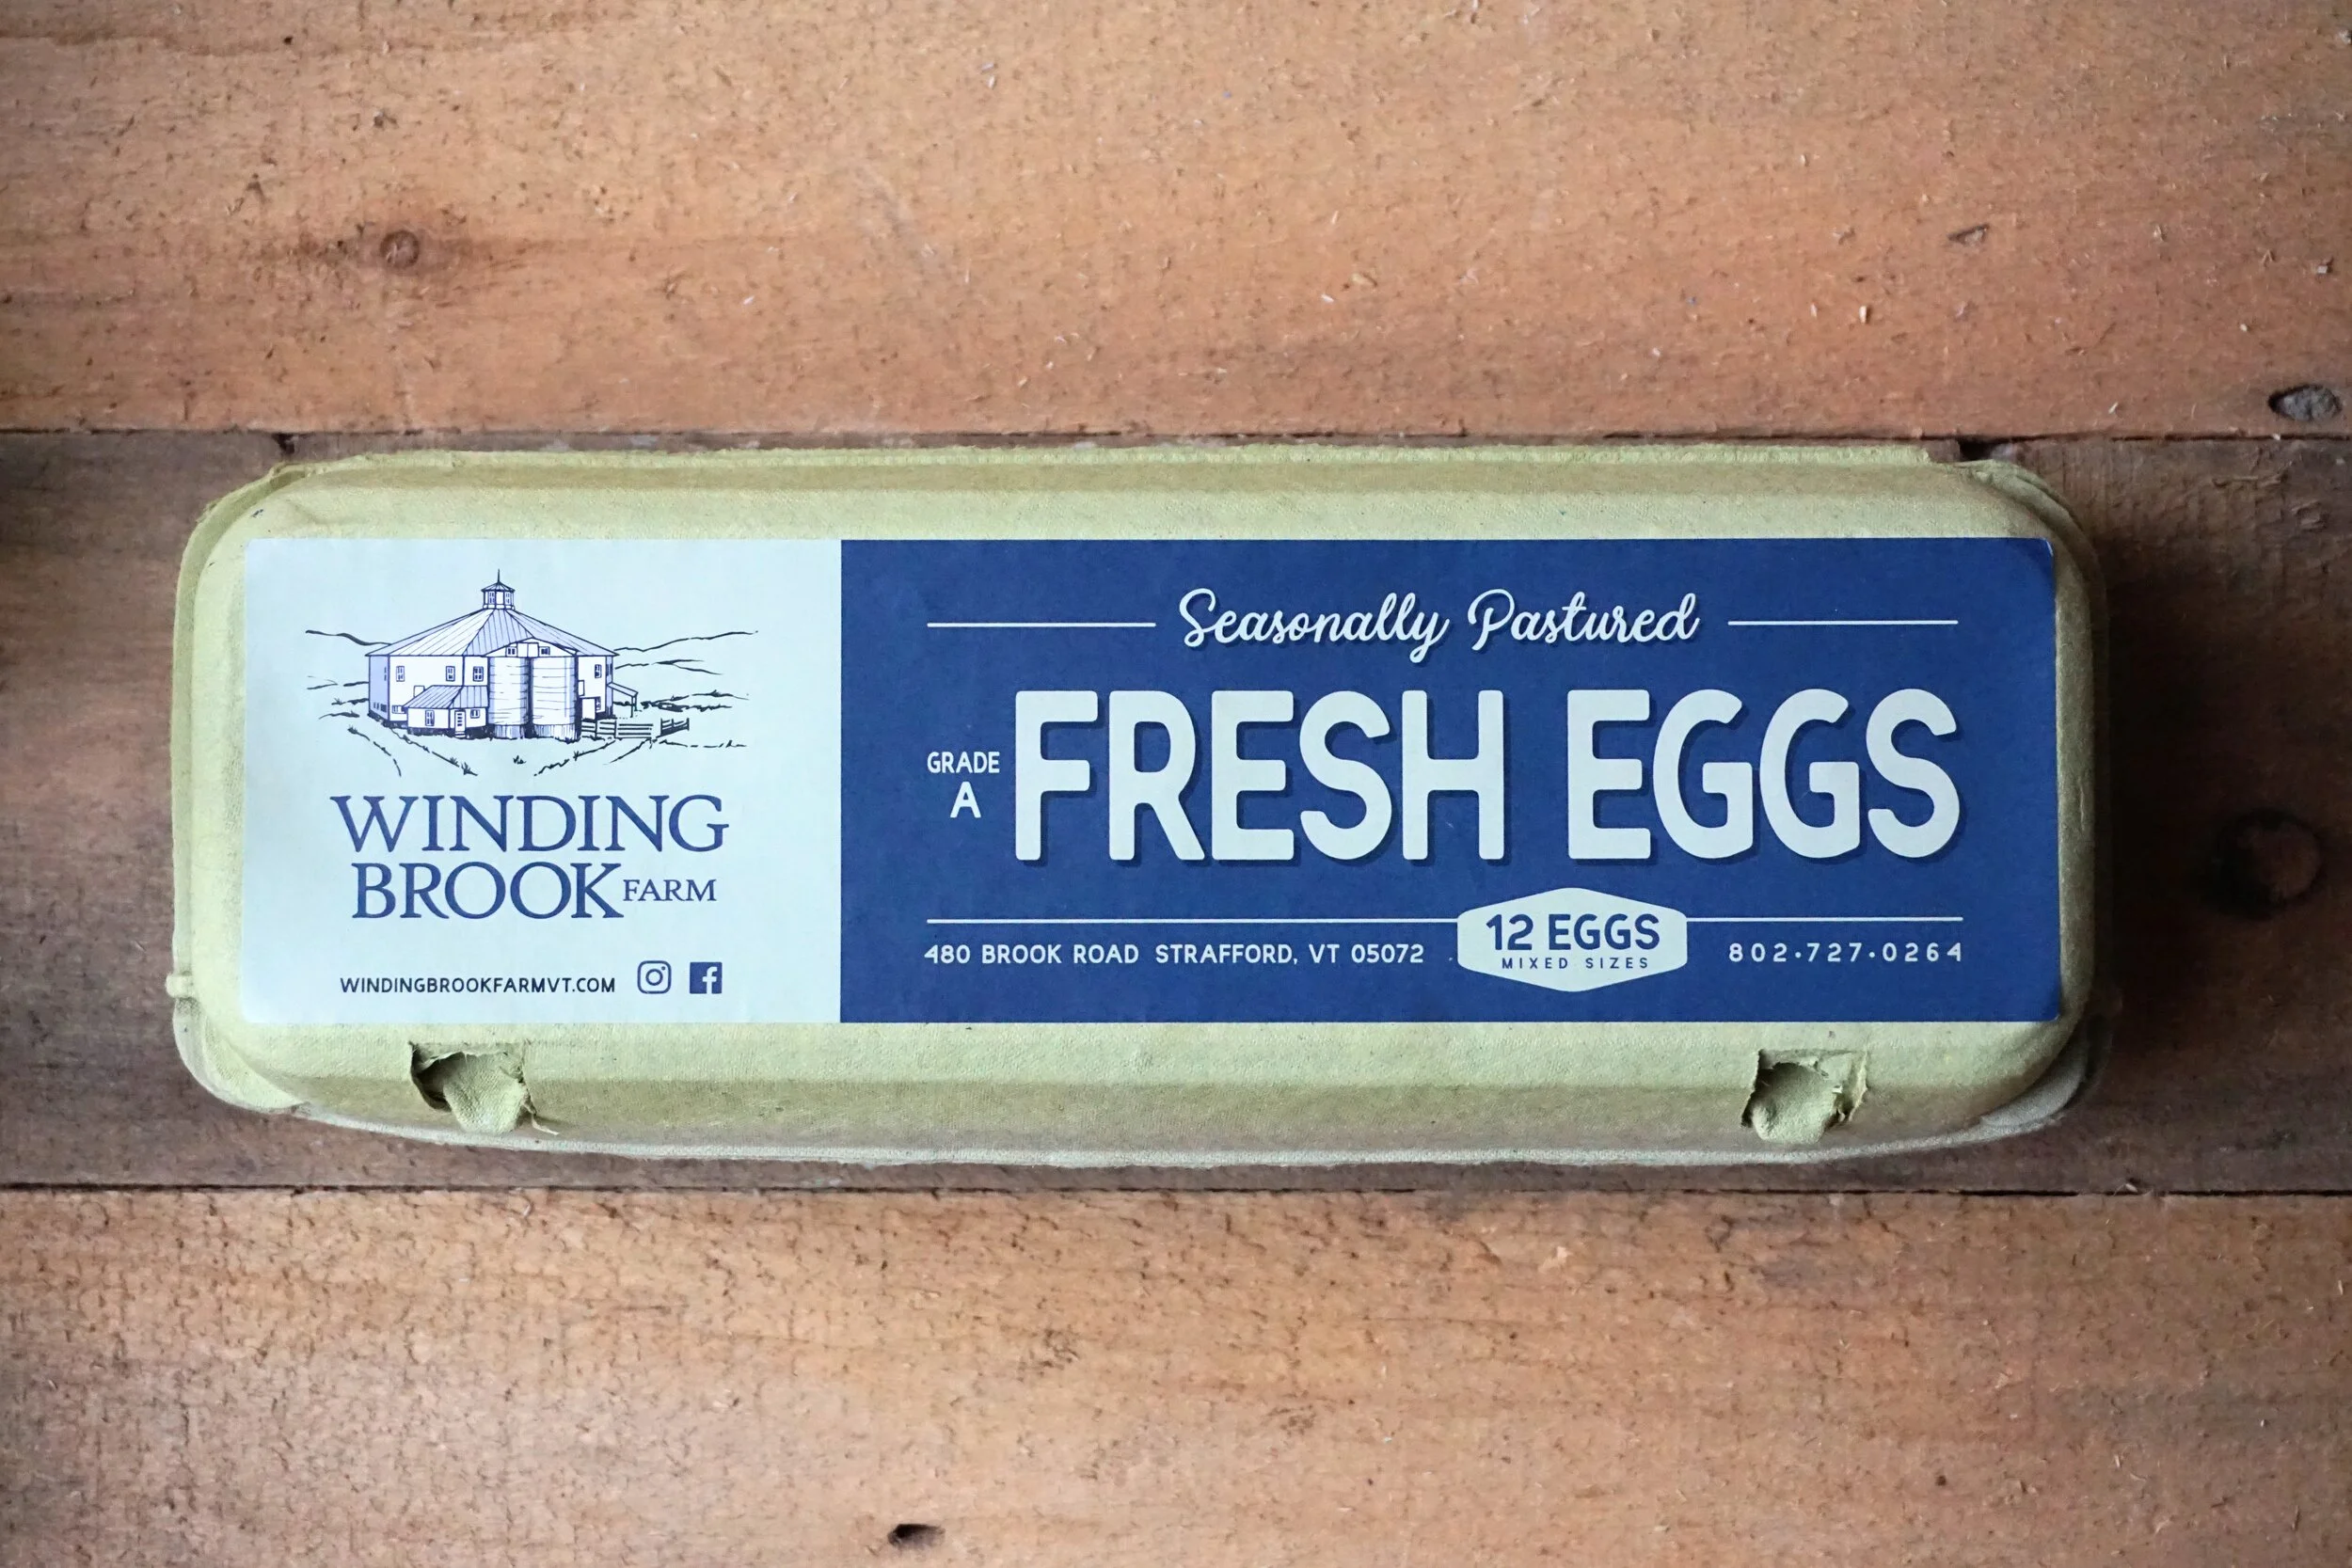 WINDING
BROOK FARM
WINDINGBROOKFARMVT.COM
Seasonally Pastured
GRADE
A
FRESH EGGS
480 BROOK ROAD STRAFFORD, VT 05072
12 EGGS
MIXED SIZES
802·727·0264